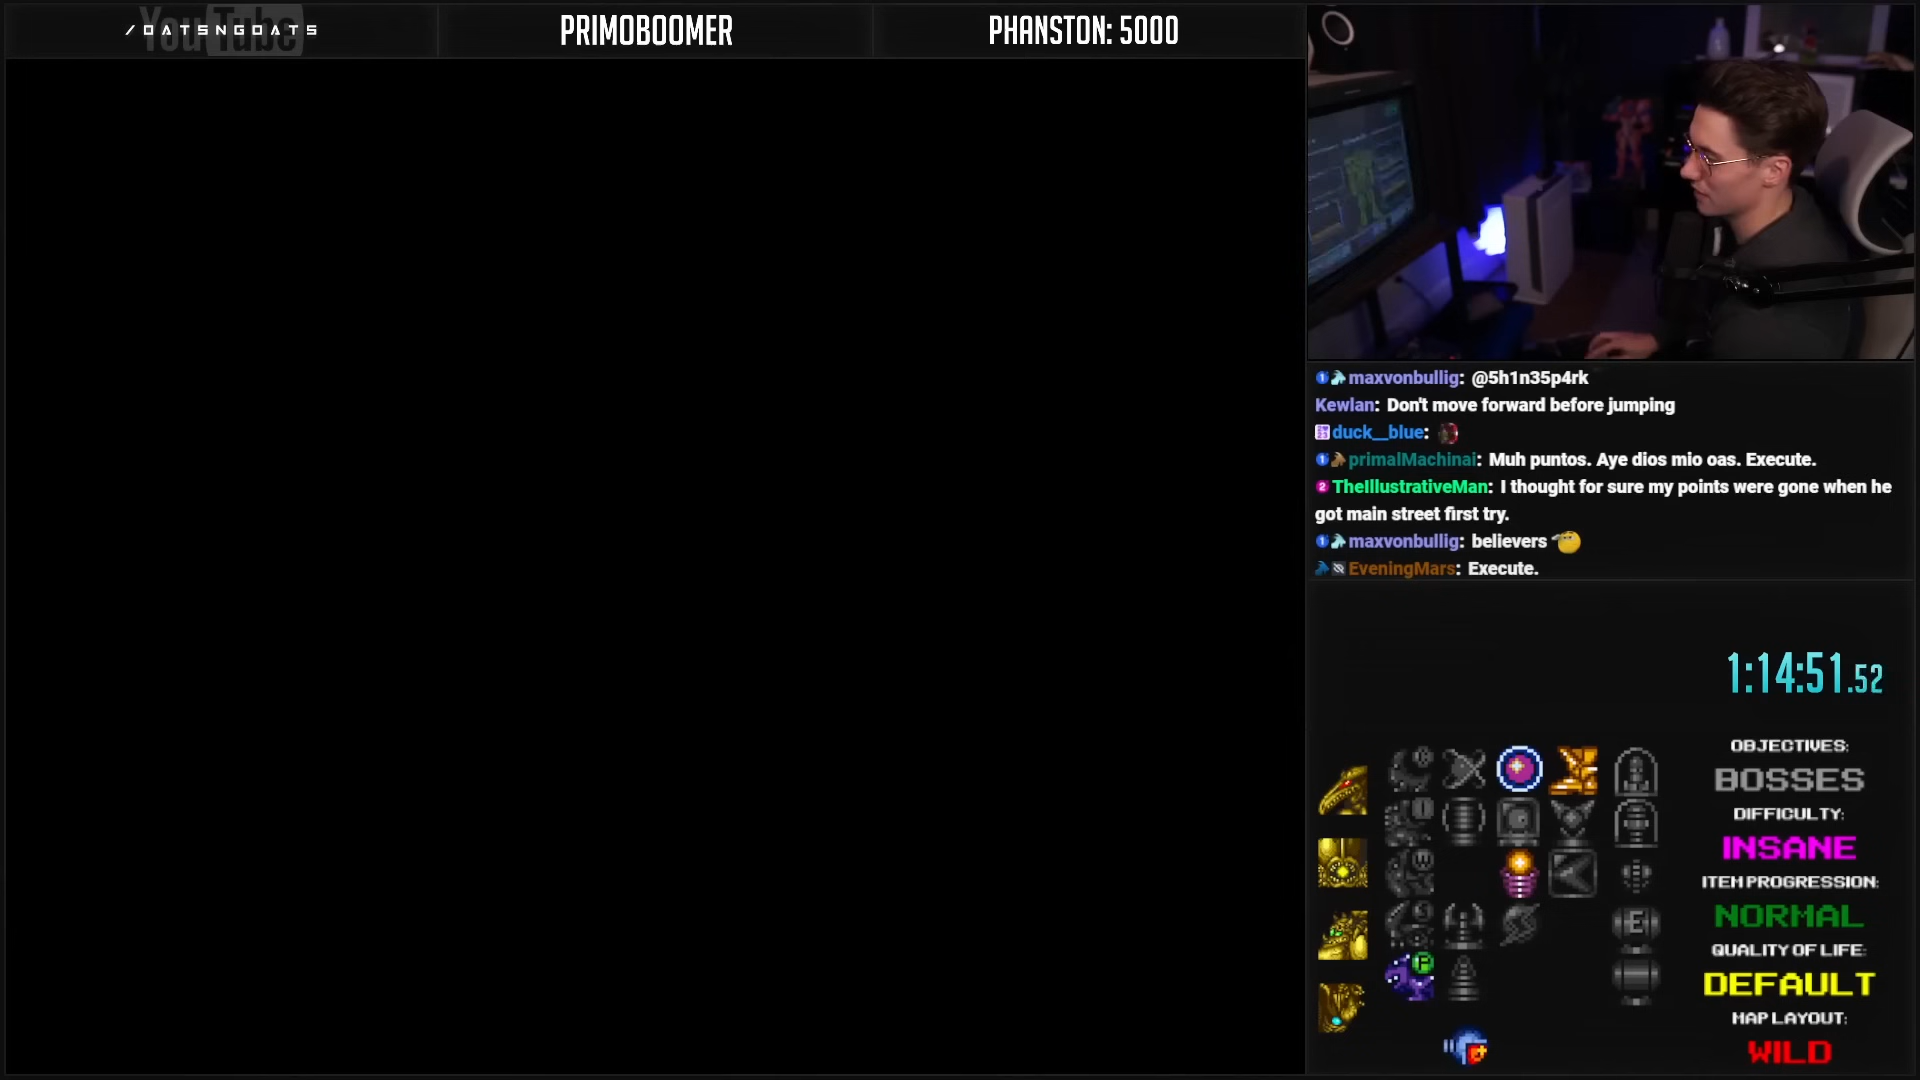 YouTube
/OATSNGOATS
PRIMOBOOMER
PHANSTON: 5000
maxvonbullig: @5h1n35p4rk
Kewlan: Don't move forward before jumping
duck__blue:
primalMachinai: Muh puntos. Aye dios mio oas. Execute.
TheIllustrativeMan: I thought for sure my points were gone when he
got main street first try.
maxvonbullig: believers
EveningMars: Execute.
1:14:51.52
OBJECTIVES:
BOSSES
DIFFICULTY:
INSANE
ITEM PROGRESSION:
NORMAL
QUALITY OF LIFE:
DEFAULT
MAP LAYOUT:
WILD